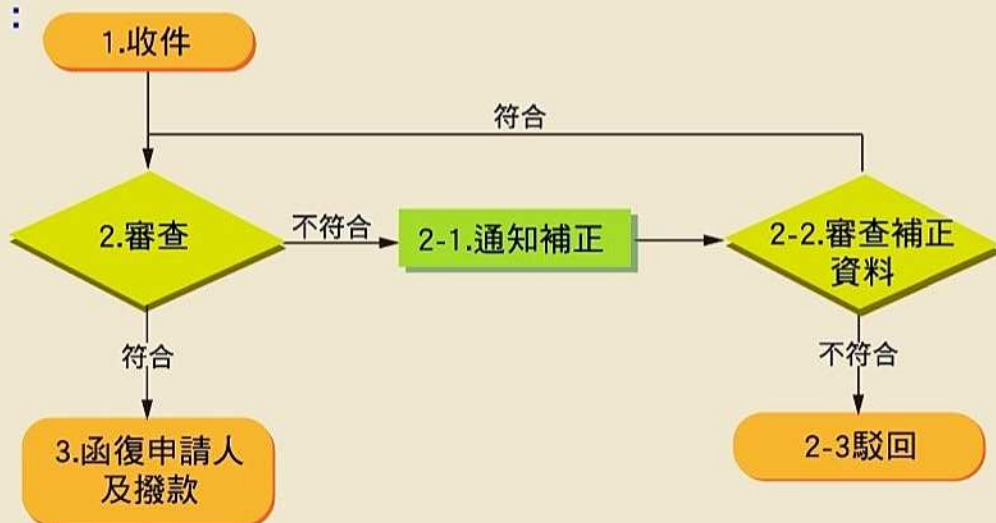 :
1.收件
符合
2.審查
不符合
2-1.通知補正
2-2.審查補正
資料
符合
不符合
3.函復申請人
及撥款
2-3駁回